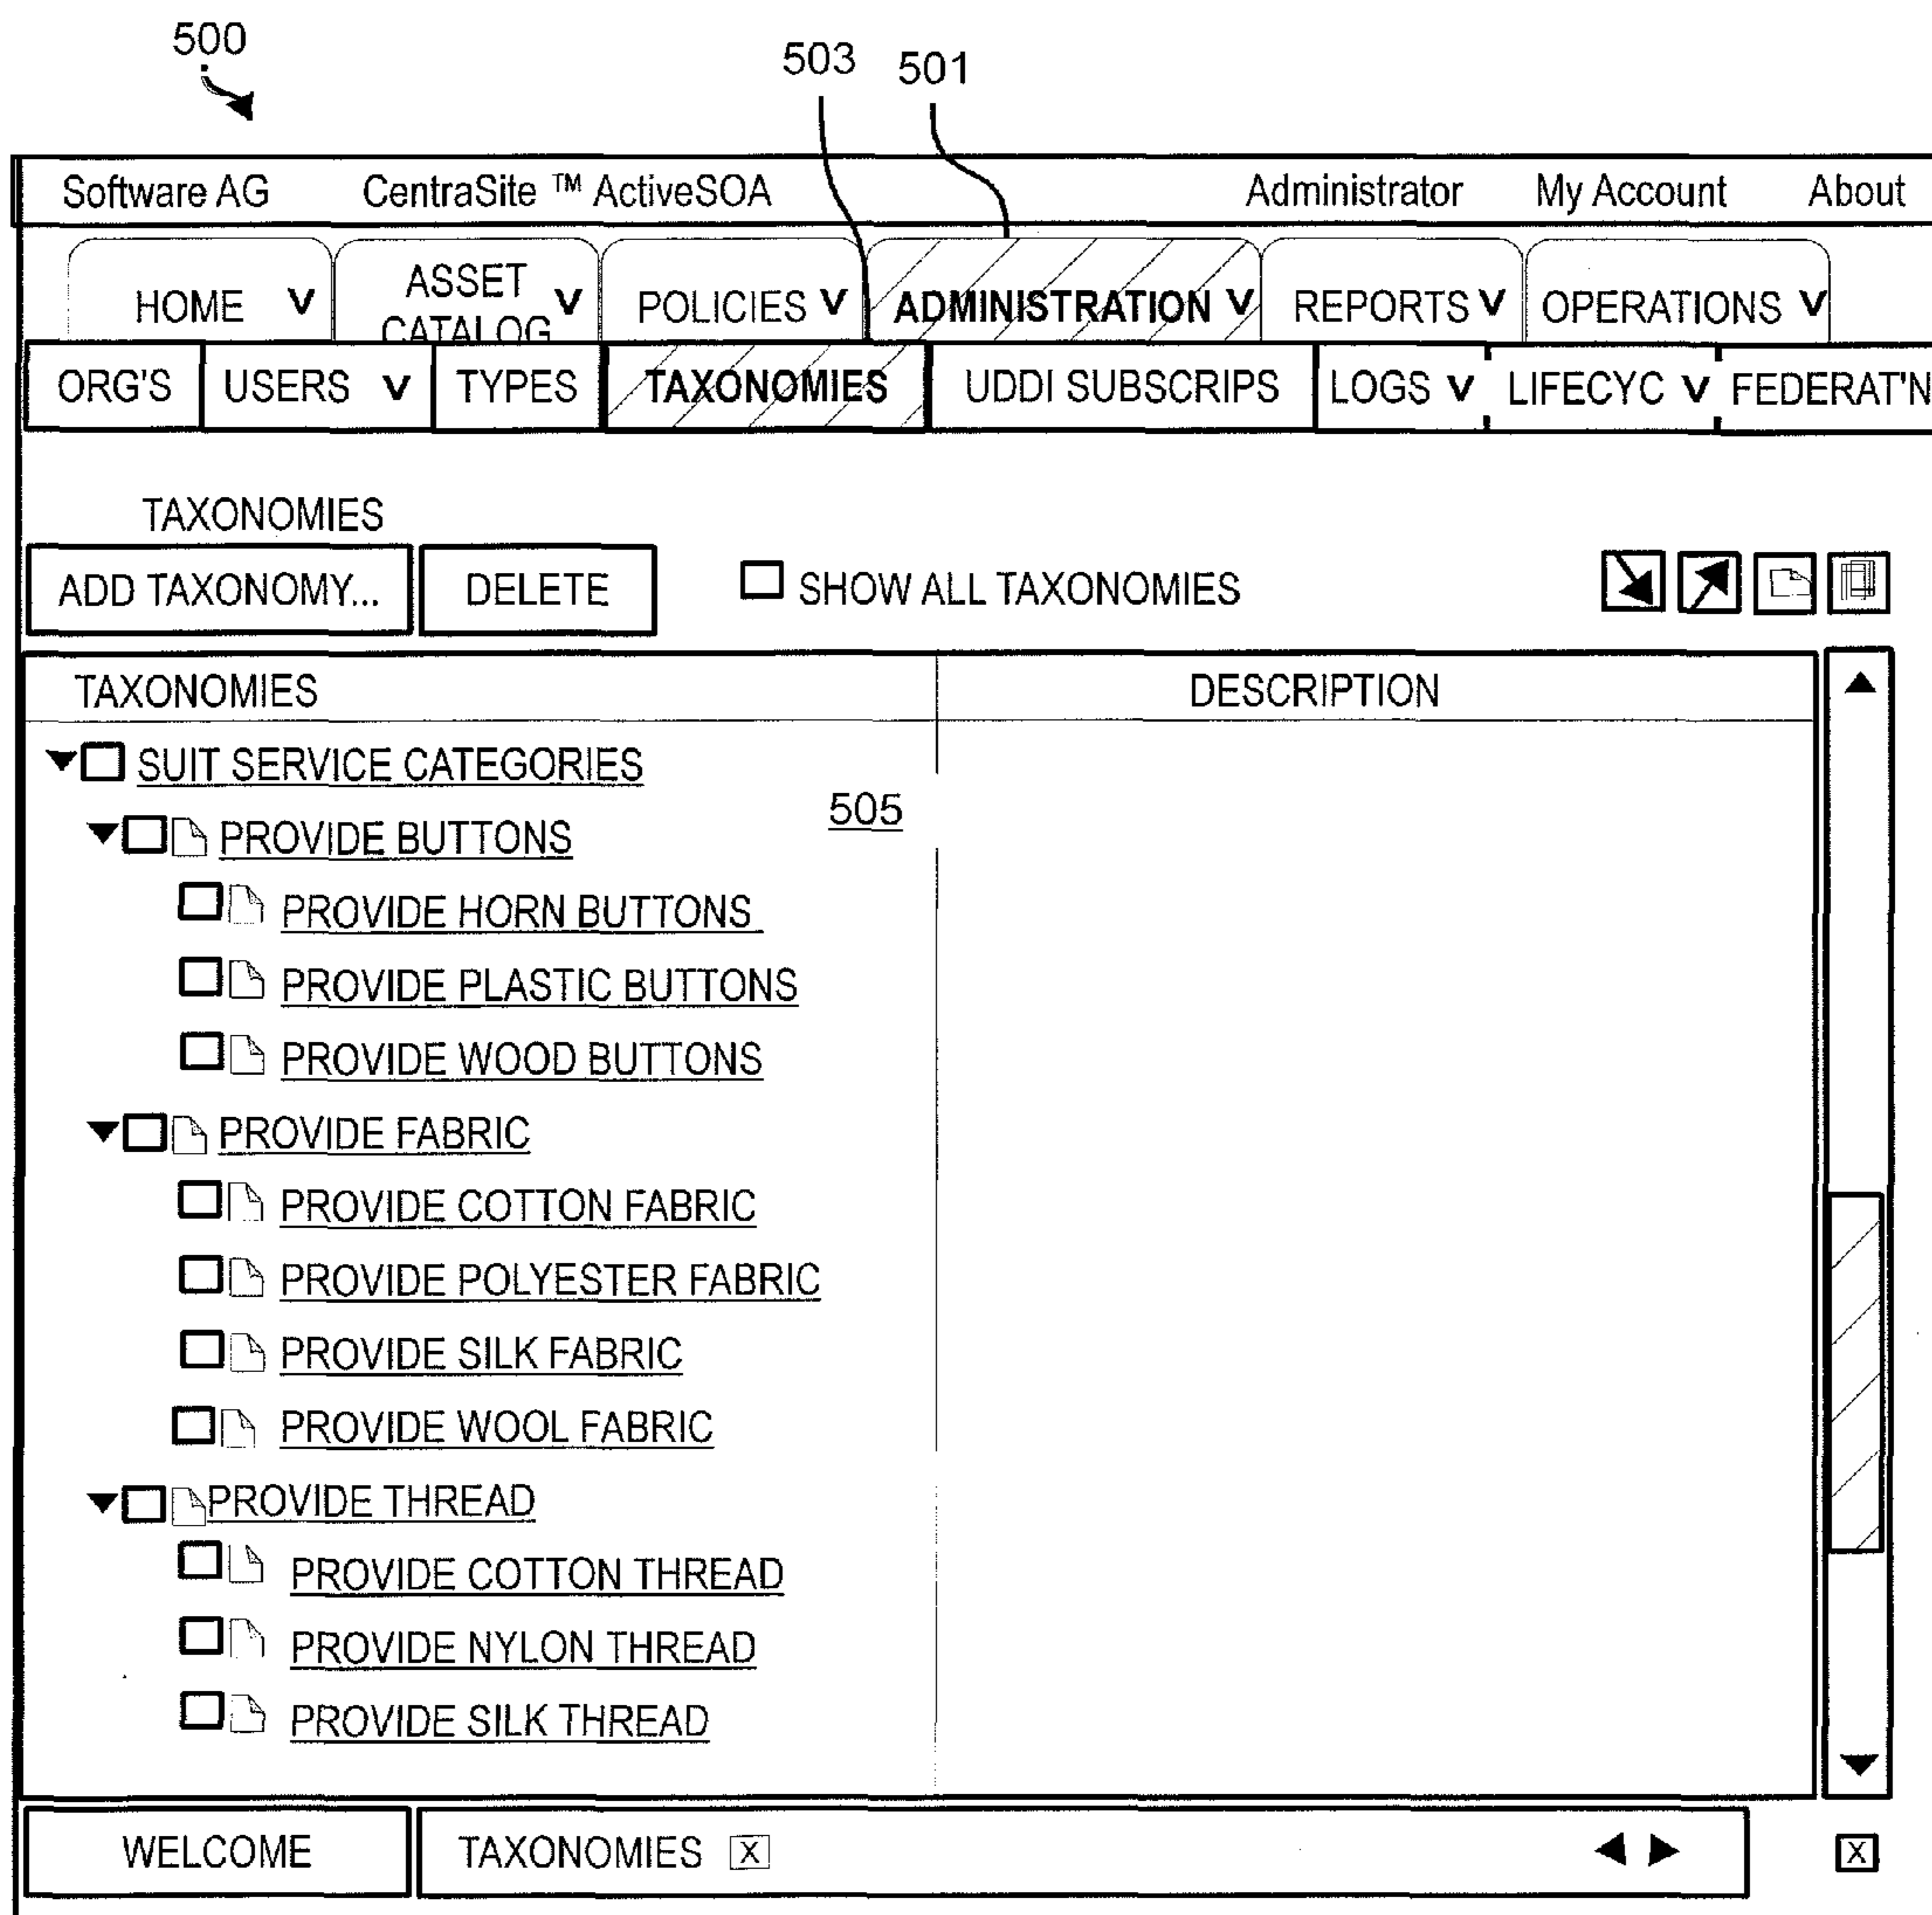 500
503 501
Software AG CentraSite ™ ActiveSOA Administrator My Account About
HOME V ASSET CATALOG V POLICIES V ADMINISTRATION V REPORTS V OPERATIONS V
ORG'S USERS V TYPES TAXONOMIES UDDI SUBSCRIPS LOGS V LIFECYC V FEDERAT'N
TAXONOMIES
ADD TAXONOMY... DELETE SHOW ALL TAXONOMIES
TAXONOMIES DESCRIPTION
SUIT SERVICE CATEGORIES
505
PROVIDE BUTTONS
PROVIDE HORN BUTTONS
PROVIDE PLASTIC BUTTONS
PROVIDE WOOD BUTTONS
PROVIDE FABRIC
PROVIDE COTTON FABRIC
PROVIDE POLYESTER FABRIC
PROVIDE SILK FABRIC
PROVIDE WOOL FABRIC
PROVIDE THREAD
PROVIDE COTTON THREAD
PROVIDE NYLON THREAD
PROVIDE SILK THREAD
WELCOME TAXONOMIES X X